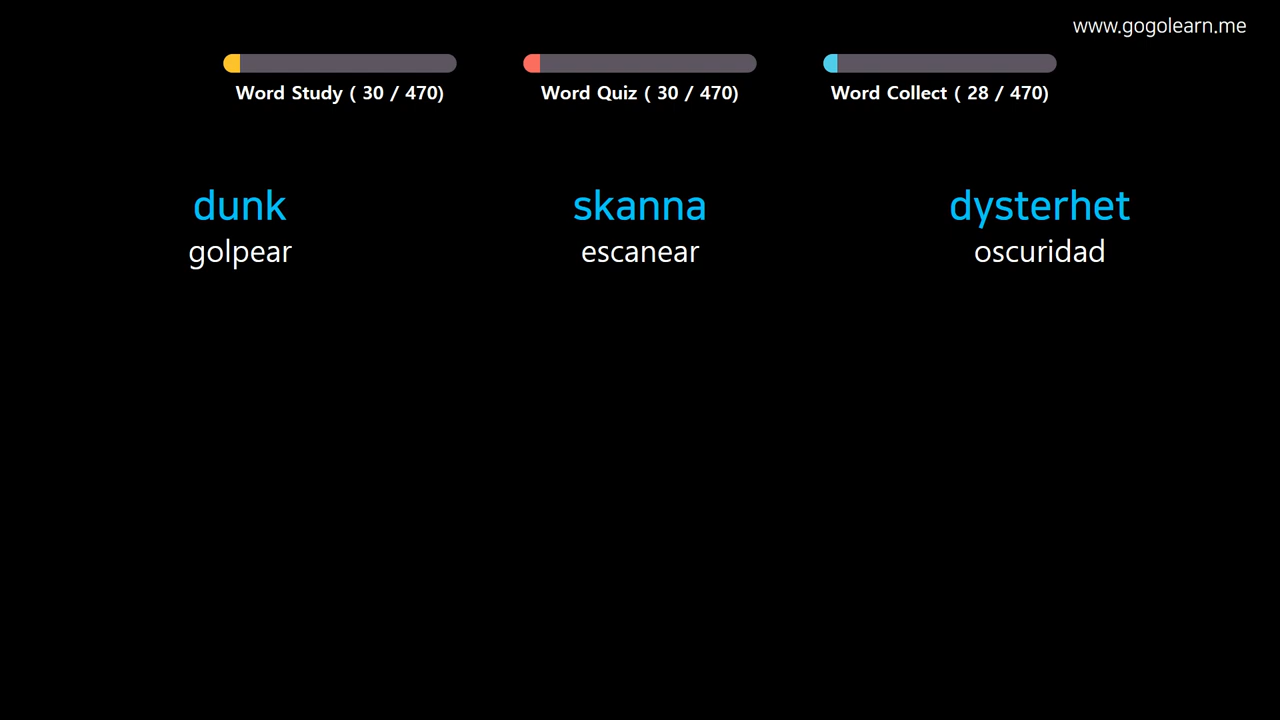 www.gogolearn.me
Word Study ( 30 / 470)
Word Quiz ( 30 / 470)
Word Collect ( 28 / 470)
dunk
golpear
skanna
escanear
dysterhet
oscuridad